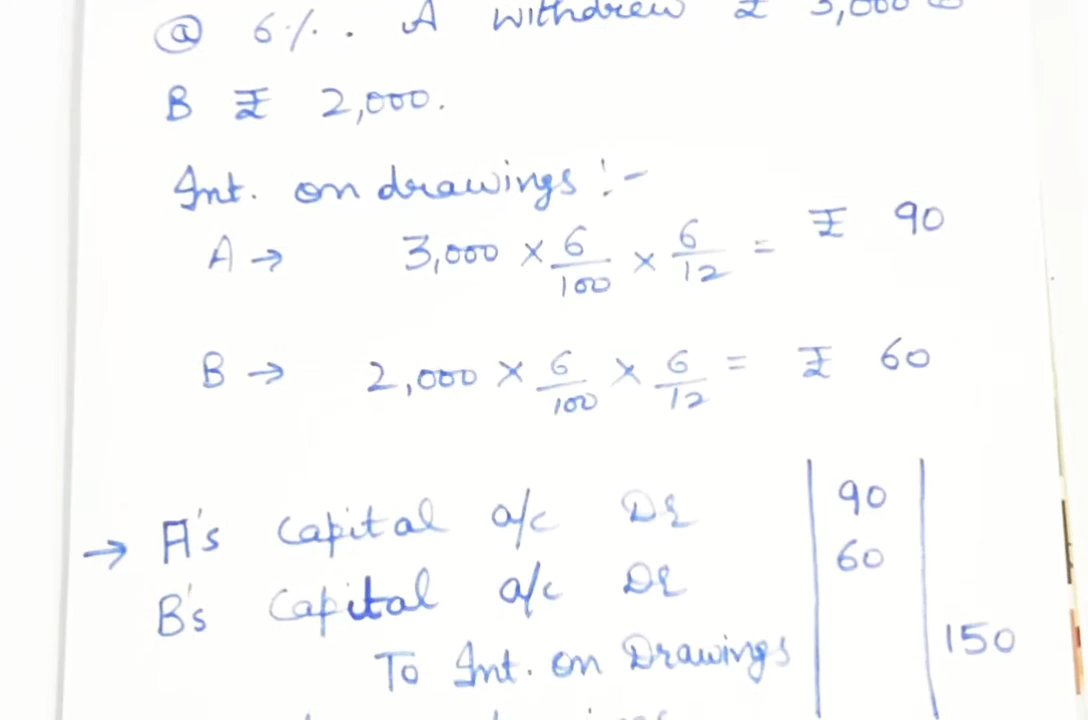 @ 6%. A withdrew ₹ 3,000 &
B ₹ 2,000.
Int. on drawings :-
A → 3,000 × 6/100 × 6/12 = ₹ 90
B → 2,000 × 6/100 × 6/12 = ₹ 60
→ A's Capital a/c Dr 90
B's Capital a/c Dr 60
To Int. on Drawings 150